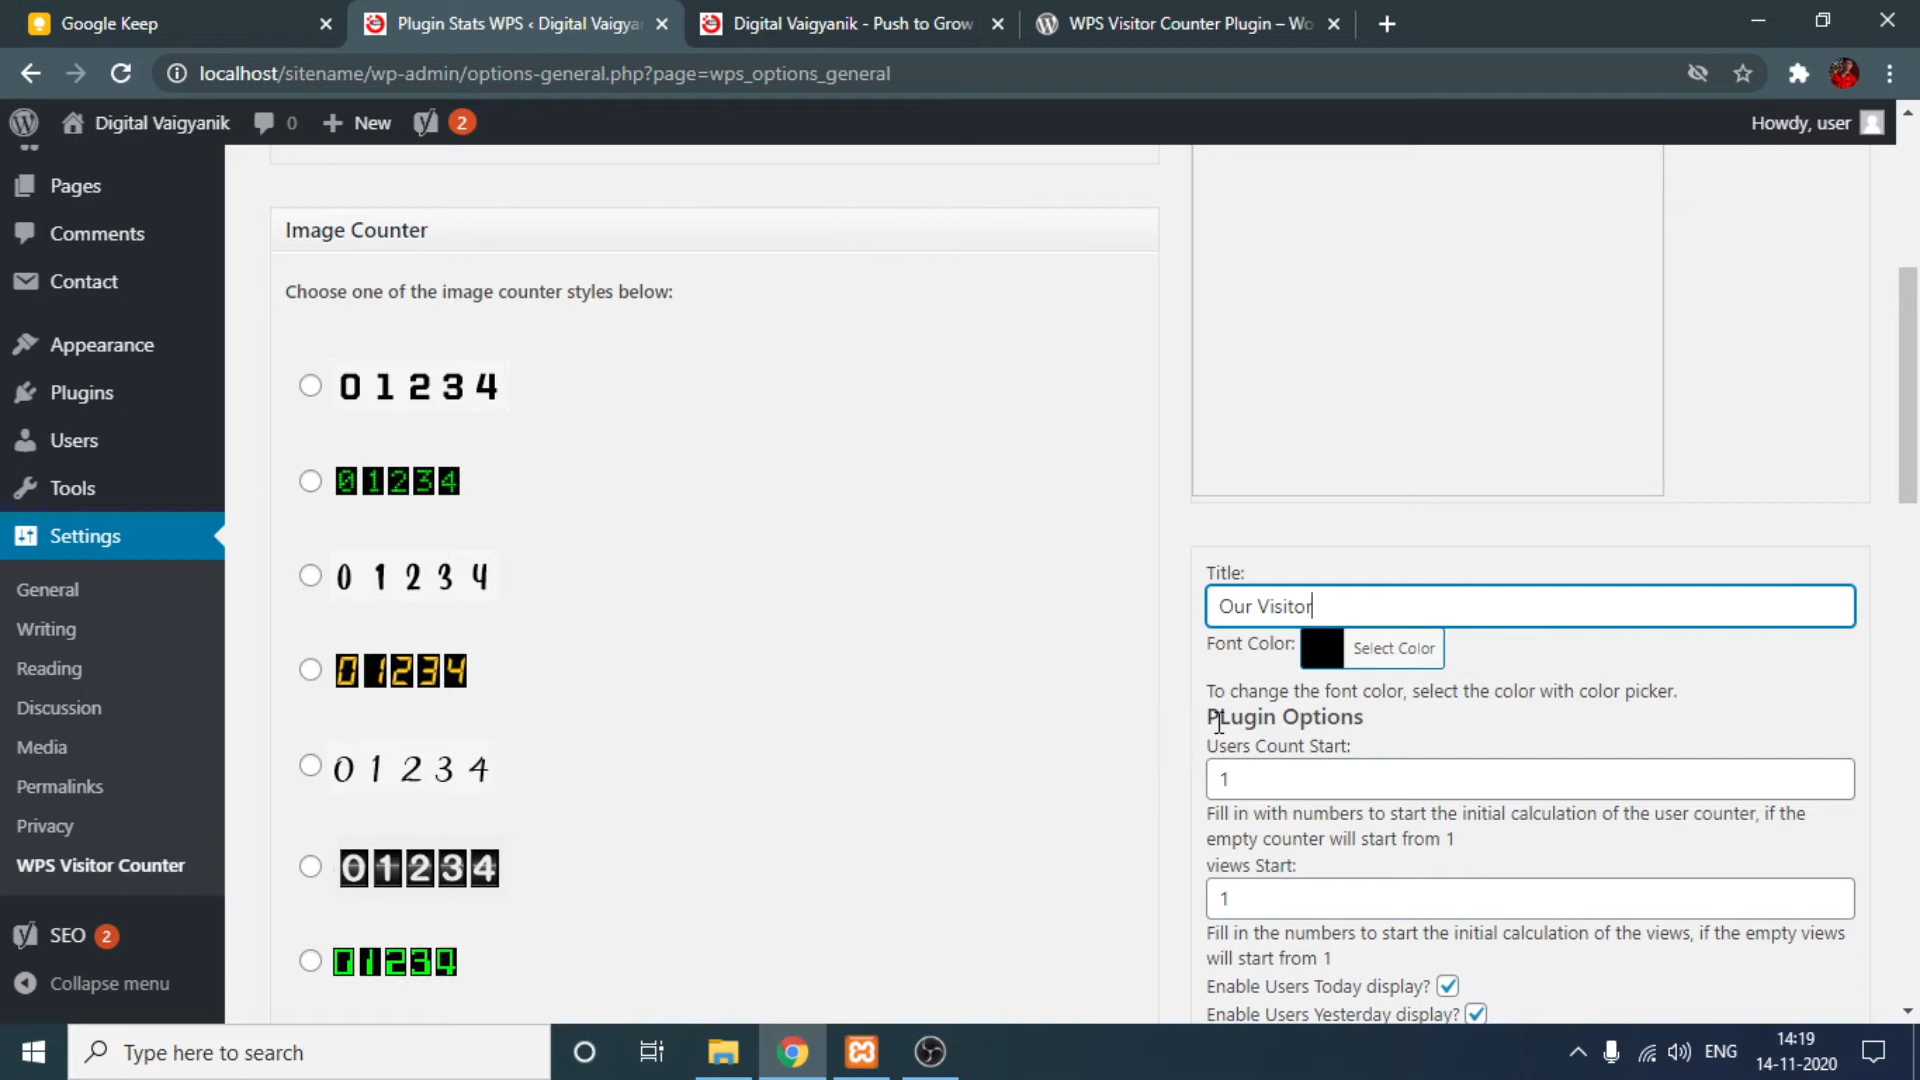 Google Keep
Plugin Stats WPS ‹ Digital Vaigya
Digital Vaigyanik - Push to Grow
WPS Visitor Counter Plugin – Wo
localhost/sitename/wp-admin/options-general.php?page=wps_options_general
Digital Vaigyanik
0
New
2
Howdy, user
Pages
Comments
Contact
Appearance
Plugins
Users
Tools
Settings
General
Writing
Reading
Discussion
Media
Permalinks
Privacy
WPS Visitor Counter
SEO 2
Collapse menu
Image Counter
Choose one of the image counter styles below:
0 1 2 3 4
0 1 2 3 4
0 1 2 3 4
0 1 2 3 4
0 1 2 3 4
0 1 2 3 4
0 1 2 3 4
Title:
Our Visitor
Font Color: Select Color
To change the font color, select the color with color picker.
PLugin Options
Users Count Start:
1
Fill in with numbers to start the initial calculation of the user counter, if the
empty counter will start from 1
views Start:
1
Fill in the numbers to start the initial calculation of the views, if the empty views
will start from 1
Enable Users Today display?
Enable Users Yesterday display?
Type here to search
ENG
14:19
14-11-2020